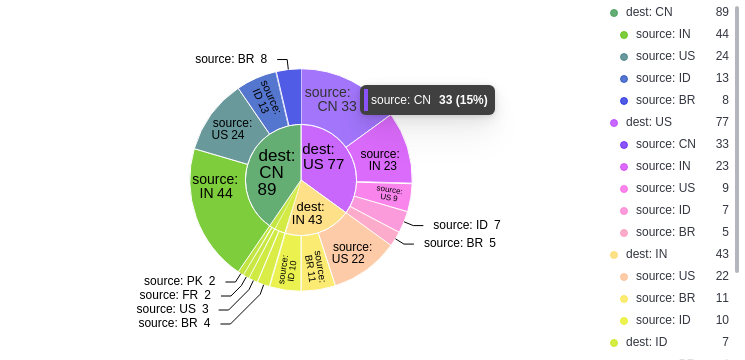 source: BR 8
source:
ID 13
source:
CN 33
source: CN 33 (15%)
source:
US 24
dest:
CN
89
dest:
US 77
source:
IN 23
source:
IN 44
source:
US 9
dest:
IN 43
source: ID 7
source: BR 5
source:
US 22
source:
BR 11
source:
ID 10
source: PK 2
source: FR 2
source: US 3
source: BR 4
dest: CN 89
source: IN 44
source: US 24
source: ID 13
source: BR 8
dest: US 77
source: CN 33
source: IN 23
source: US 9
source: ID 7
source: BR 5
dest: IN 43
source: US 22
source: BR 11
source: ID 10
dest: ID 7